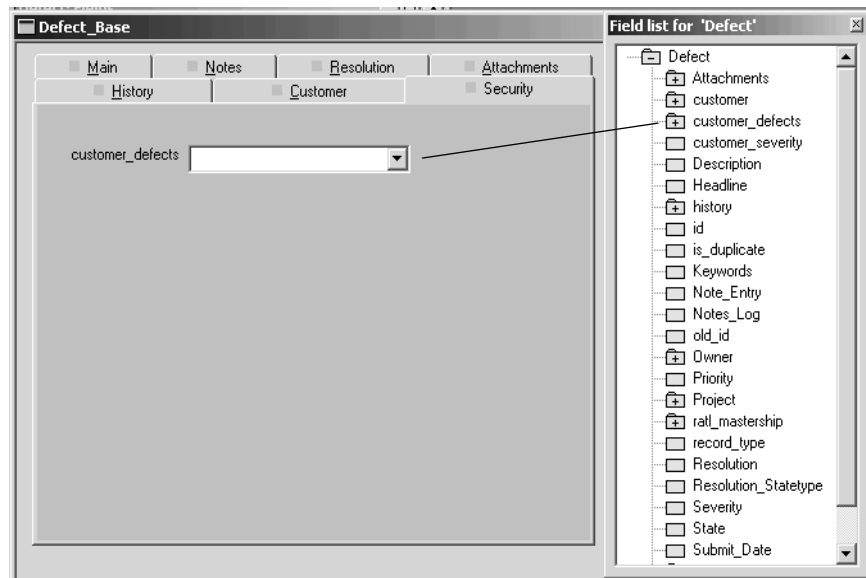 Defect_Base
Main Notes Resolution Attachments
History Customer Security
customer_defects
Field list for 'Defect'
Defect
Attachments
customer
customer_defects
customer_severity
Description
Headline
history
id
is_duplicate
Keywords
Note_Entry
Notes_Log
old_id
Owner
Priority
Project
ratl_mastership
record_type
Resolution
Resolution_Statetype
Severity
State
Submit_Date